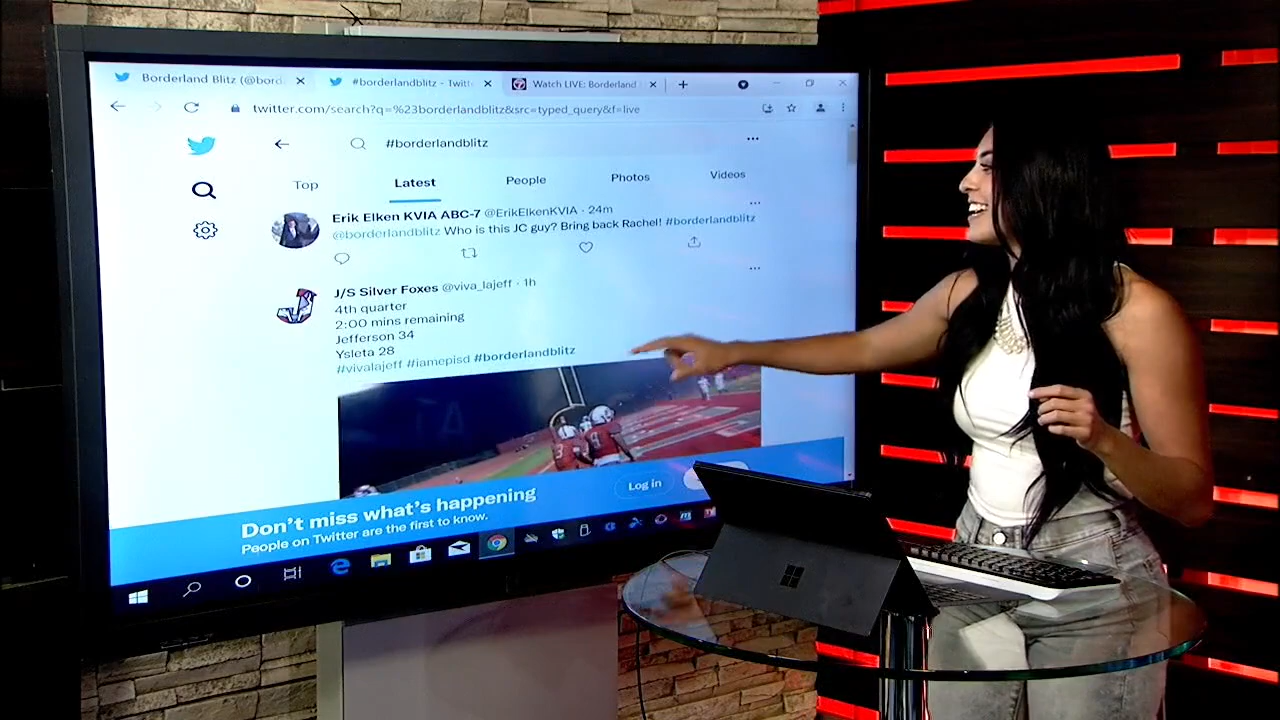 Borderland Blitz (@bord
#borderlandblitz - Twitt
Watch LIVE: Borderland
twitter.com/search?q=%23borderlandblitz&src=typed_query&f=live
#borderlandblitz
Top Latest People Photos Videos
Erik Elken KVIA ABC-7 @ErikElkenKVIA · 24m
@borderlandblitz Who is this JC guy? Bring back Rachel! #borderlandblitz
J/S Silver Foxes @viva_lajeff · 1h
4th quarter
2:00 mins remaining
Jefferson 34
Ysleta 28
#vivalajeff #iamepisd #borderlandblitz
Don't miss what's happening
People on Twitter are the first to know.
Log in